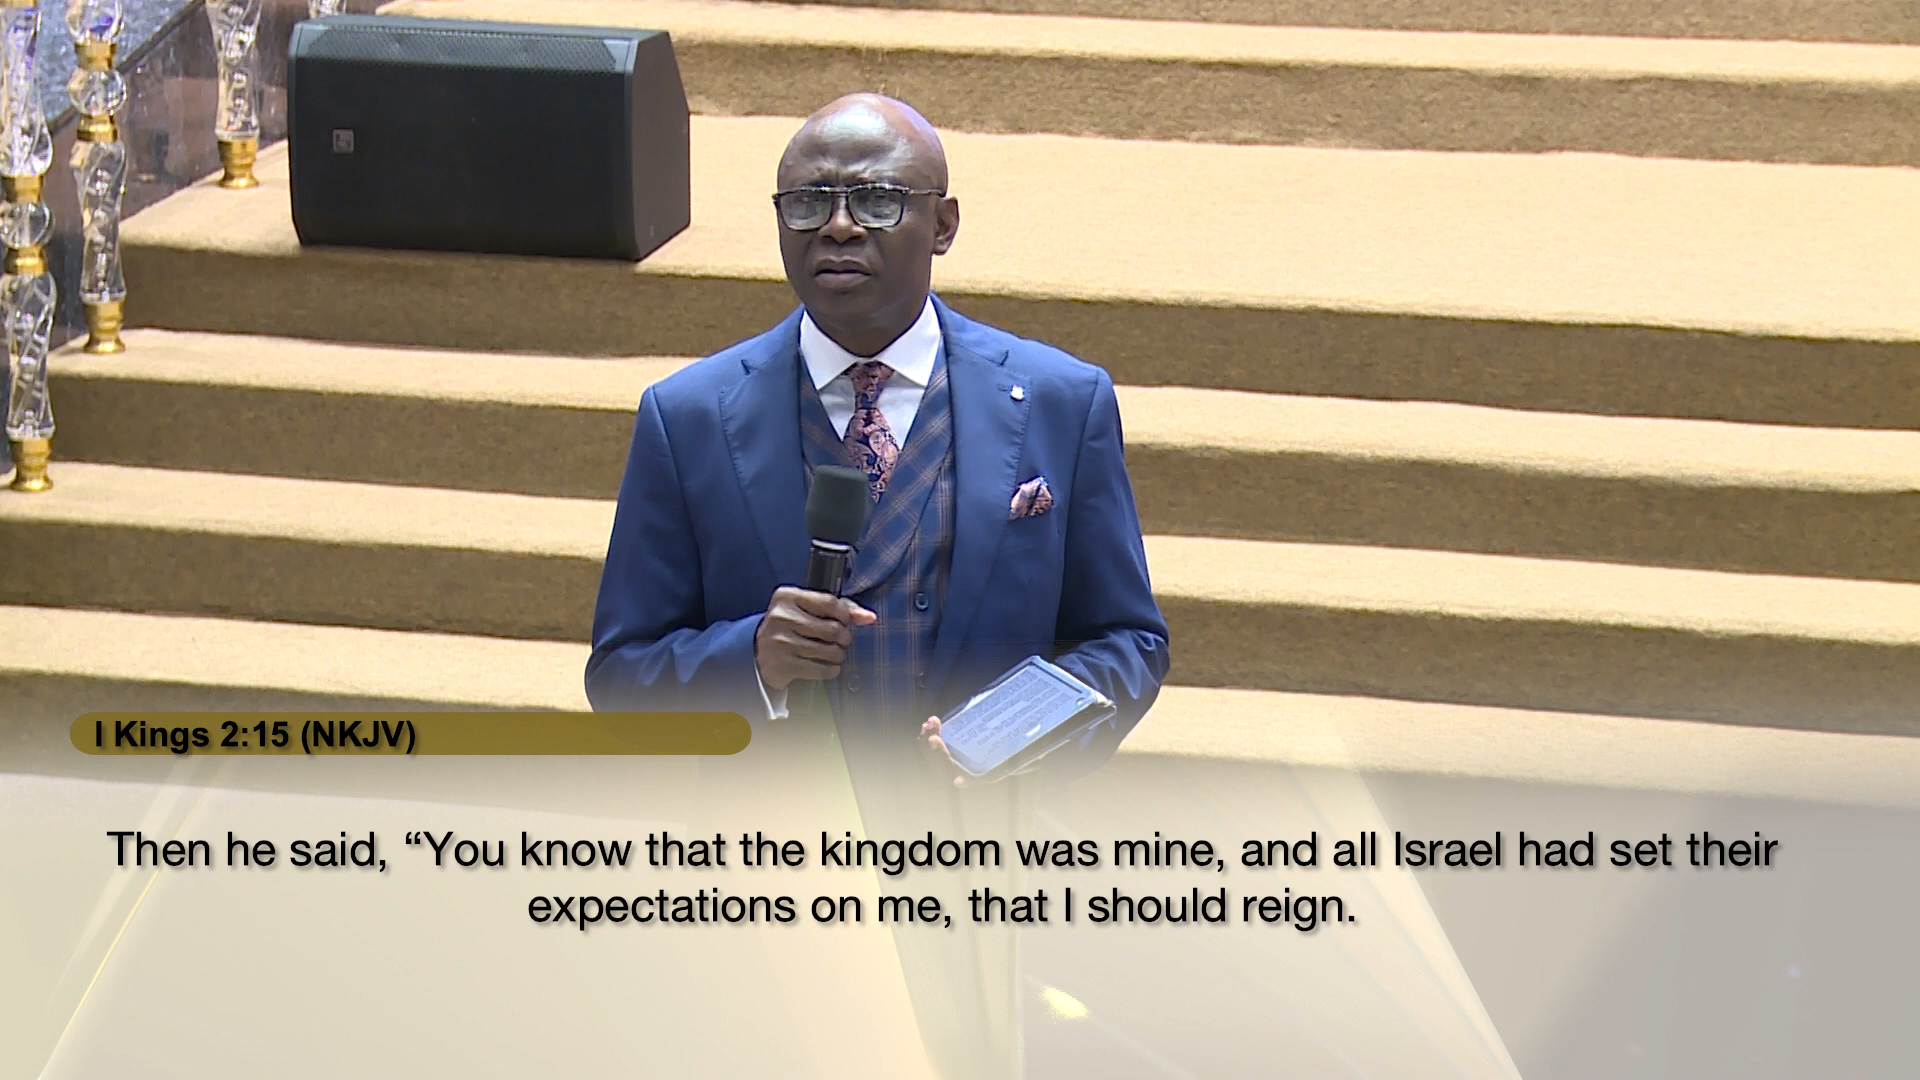 I Kings 2:15 (NKJV)
Then he said, “You know that the kingdom was mine, and all Israel had set their
expectations on me, that I should reign.